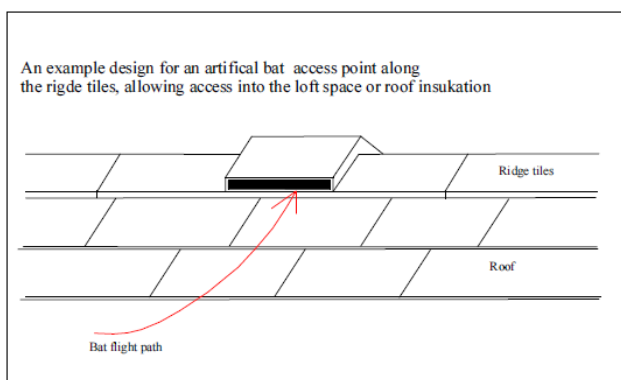 An example design for an artifical bat access point along
the rigde tiles, allowing access into the loft space or roof insukation
Ridge tiles
Roof
Bat flight path